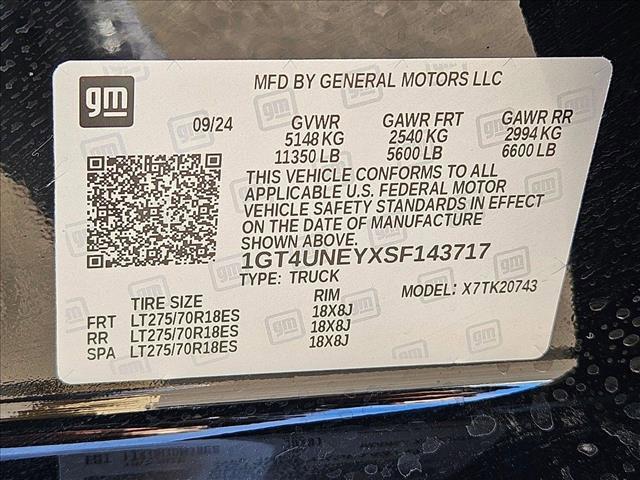 gm
MFD BY GENERAL MOTORS LLC
09/24 GVWR GAWR FRT GAWR RR
5148 KG 2540 KG 2994 KG
11350 LB 5600 LB 6600 LB
THIS VEHICLE CONFORMS TO ALL
APPLICABLE U.S. FEDERAL MOTOR
VEHICLE SAFETY STANDARDS IN EFFECT
ON THE DATE OF MANUFACTURE
SHOWN ABOVE.
1GT4UNEYXSF143717
TYPE: TRUCK MODEL: X7TK20743
TIRE SIZE RIM
FRT LT275/70R18ES 18X8J
RR LT275/70R18ES 18X8J
SPA LT275/70R18ES 18X8J